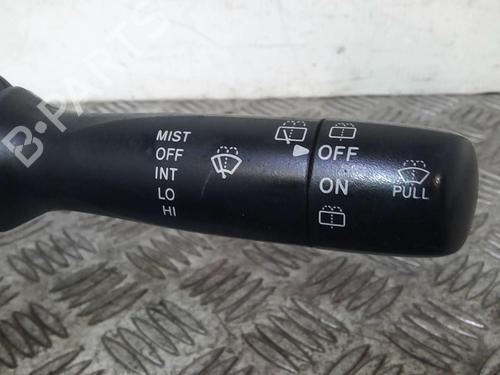 MIST
OFF
INT
LO
HI
OFF
ON
PULL
B-PARTS